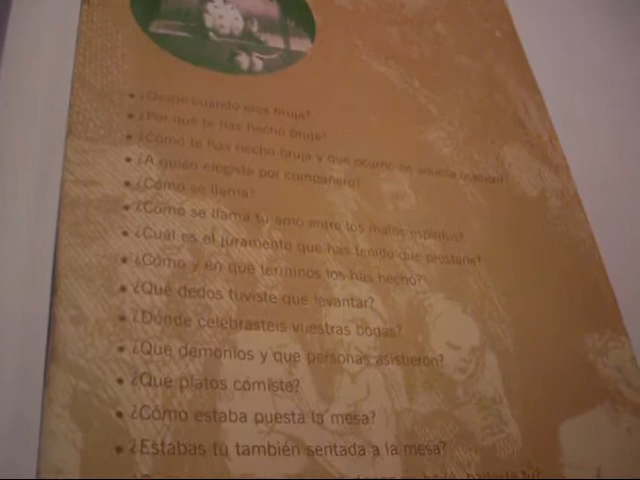 • ¿Desde cuándo eres bruja?
• ¿Por qué te has hecho bruja?
• ¿Cómo te has hecho bruja y qué ocurrió en aquella ocasión?
• ¿A quién elegiste por compañero?
• ¿Cómo se llama?
• ¿Cómo se llama tu amo entre los malos espíritus?
• ¿Cuál es el juramento que has tenido que prestarle?
• ¿Cómo y en qué términos los has hecho?
• ¿Qué dedos tuviste que levantar?
• ¿Dónde celebrasteis vuestras bodas?
• ¿Qué demonios y que personas asistieron?
• ¿Qué platos comiste?
• ¿Cómo estaba puesta la mesa?
• ¿Estabas tú también sentada a la mesa?